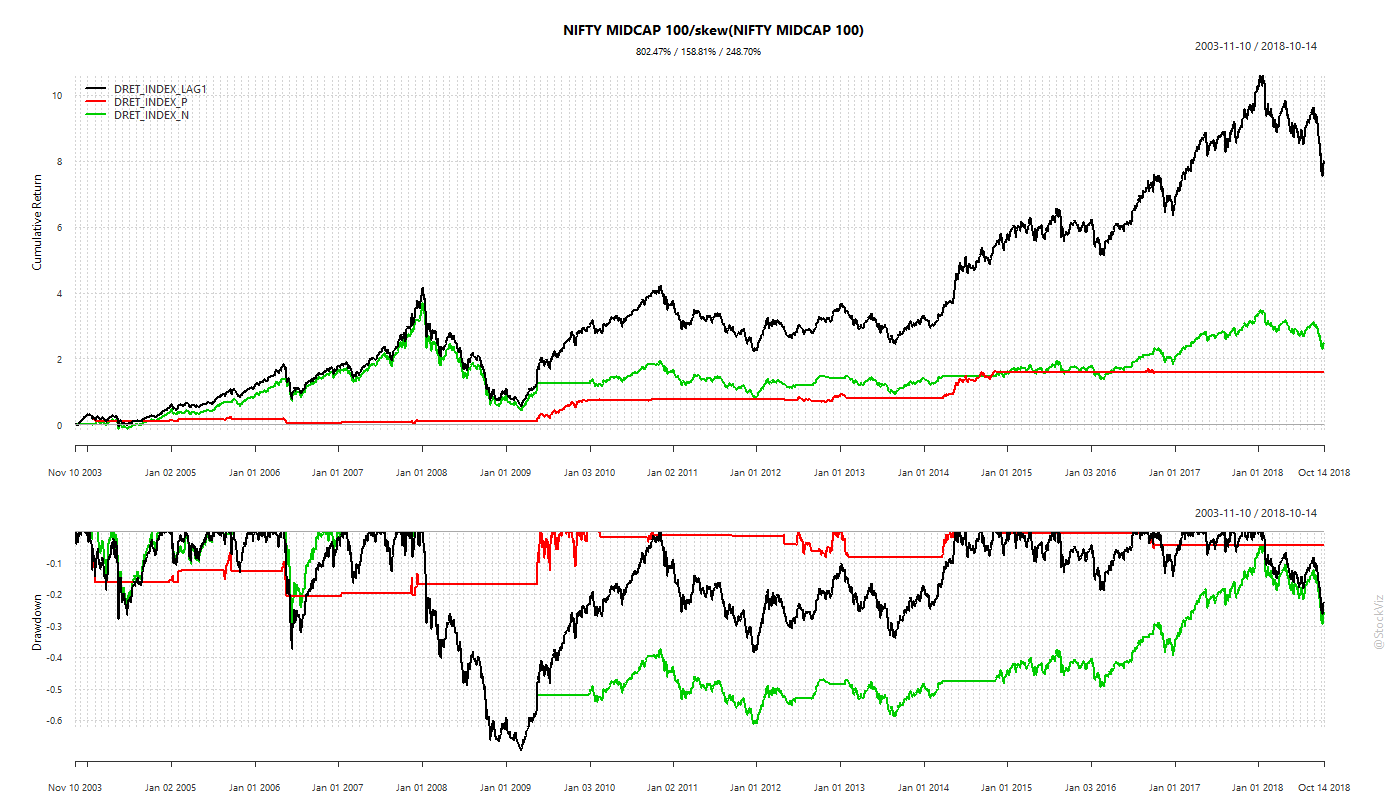 NIFTY MIDCAP 100/skew(NIFTY MIDCAP 100)
802.47% / 158.81% / 248.70%
2003-11-10 / 2018-10-14
DRET_INDEX_LAG1
DRET_INDEX_P
DRET_INDEX_N
Cumulative Return
10
8
6
4
2
0
Nov 10 2003 Jan 02 2005 Jan 01 2006 Jan 01 2007 Jan 01 2008 Jan 01 2009 Jan 03 2010 Jan 02 2011 Jan 01 2012 Jan 01 2013 Jan 01 2014 Jan 01 2015 Jan 03 2016 Jan 01 2017 Jan 01 2018 Oct 14 2018
2003-11-10 / 2018-10-14
Drawdown
-0.1
-0.2
-0.3
-0.4
-0.5
-0.6
Nov 10 2003 Jan 02 2005 Jan 01 2006 Jan 01 2007 Jan 01 2008 Jan 01 2009 Jan 03 2010 Jan 02 2011 Jan 01 2012 Jan 01 2013 Jan 01 2014 Jan 01 2015 Jan 03 2016 Jan 01 2017 Jan 01 2018 Oct 14 2018
@StockViz